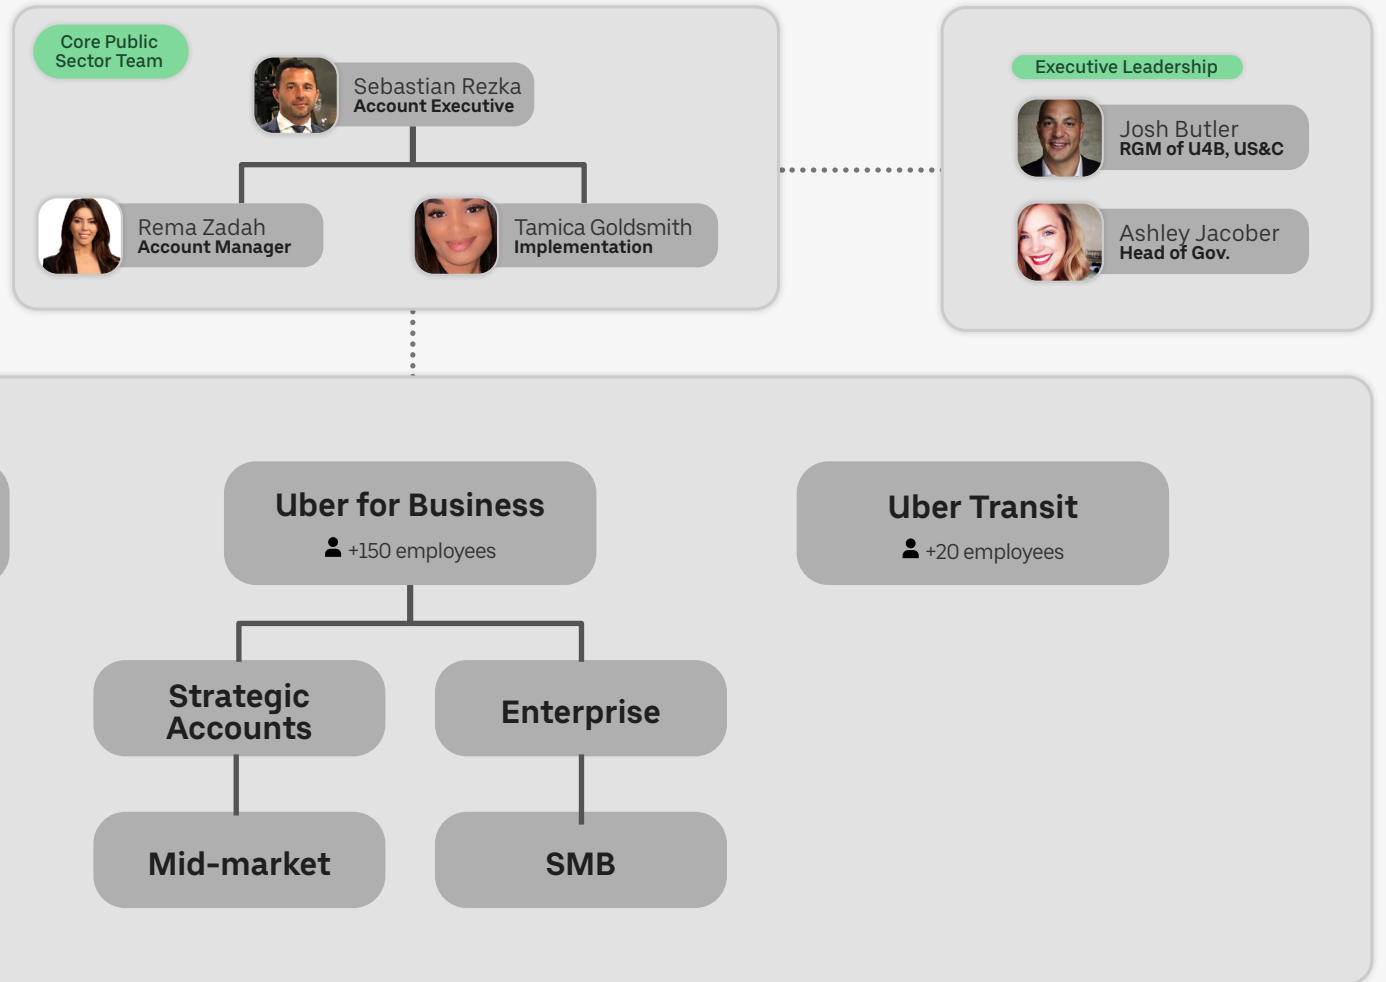 Core Public
Sector Team
Sebastian Rezka
Account Executive
Rema Zadah
Account Manager
Tamica Goldsmith
Implementation
Executive Leadership
Josh Butler
RGM of U4B, US&C
Ashley Jacober
Head of Gov.
Uber for Business
+150 employees
Uber Transit
+20 employees
Strategic
Accounts
Enterprise
Mid-market
SMB